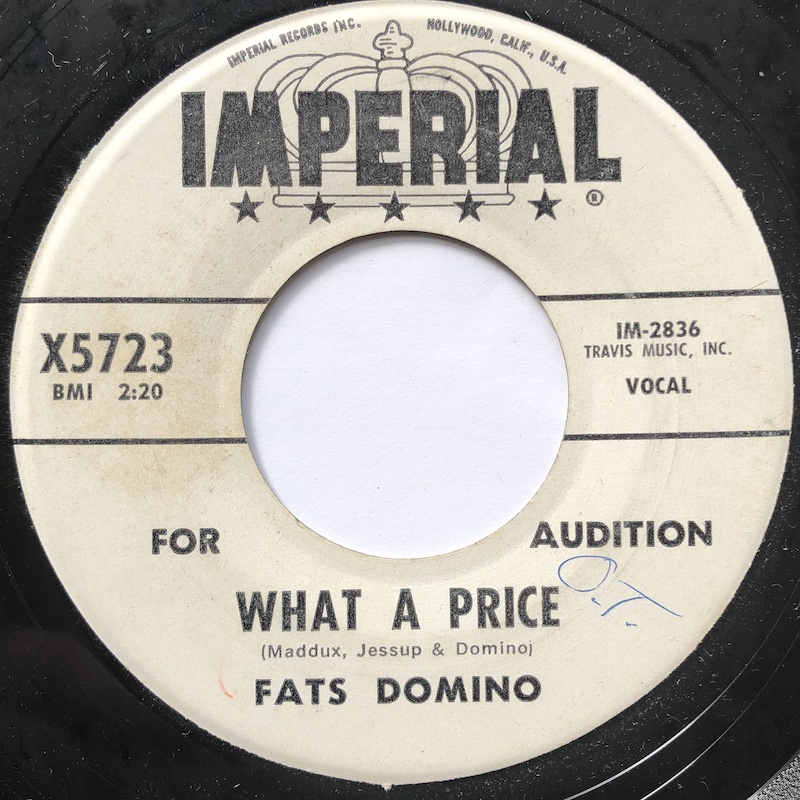 IMPERIAL RECORDS INC. HOLLYWOOD, CALIF., U.S.A.
IMPERIAL
®
X5723
BMI 2:20
IM-2836
TRAVIS MUSIC, INC.
VOCAL
FOR AUDITION
O.T.
WHAT A PRICE
(Maddux, Jessup & Domino)
FATS DOMINO